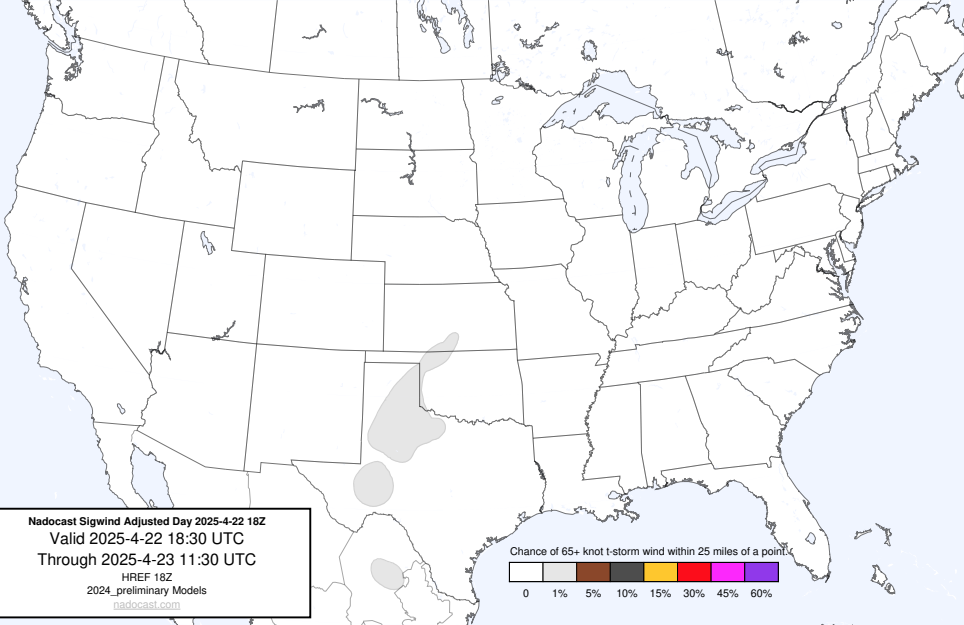 Nadocast Sigwind Adjusted Day 2025-4-22 18Z
Valid 2025-4-22 18:30 UTC
Through 2025-4-23 11:30 UTC
HREF 18Z
2024_preliminary Models
nadocast.com
Chance of 65+ knot t-storm wind within 25 miles of a point.
0 1% 5% 10% 15% 30% 45% 60%